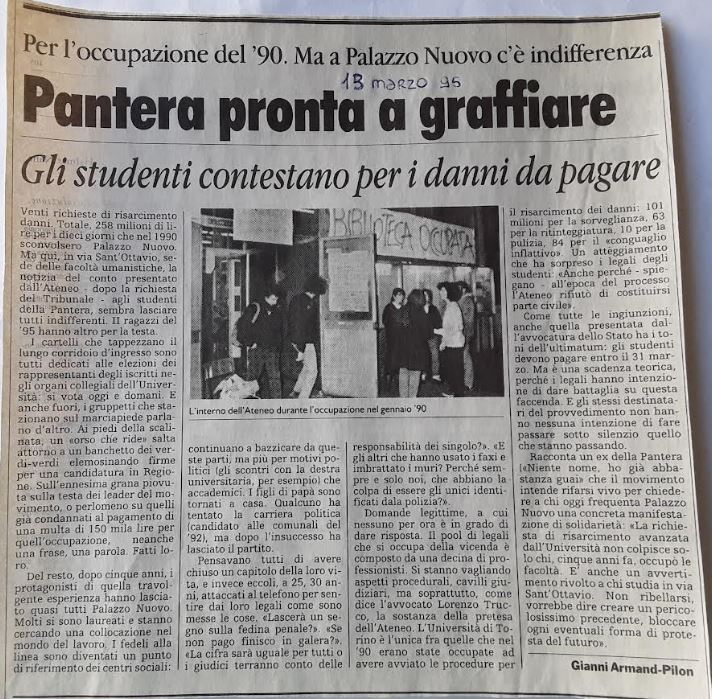 Per l'occupazione del '90. Ma a Palazzo Nuovo c'è indifferenza
13 marzo 95
Pantera pronta a graffiare
Gli studenti contestano per i danni da pagare
Venti richieste di risarcimento
danni. Totale, 258 milioni di li-
re per i dieci giorni che nel 1990
sconvolsero Palazzo Nuovo.
Ma qui, in via Sant'Ottavio, se-
de delle facoltà umanistiche, la
notizia del conto presentato
dall'Ateneo - dopo la richiesta
del Tribunale - agli studenti
della Pantera, sembra lasciare
tutti indifferenti. II ragazzi del
'95 hanno altro per la testa.
I cartelli che tappezzano il
lungo corridoio d'ingresso sono
tutti dedicati alle elezioni dei
rappresentanti degli iscritti ne-
gli organi collegiali dell'Univer-
sità: si vota oggi e domani. E
anche fuori, i gruppetti che sta-
zionano sul marciapiede parla-
no d'altro. Ai piedi della scali-
nata, un «orso che ride» salta
attorno a un banchetto dei ver-
di-verdi elemosinando firme
per una candidatura in Regio-
ne. Sull'ennesima grana piovu-
ta sulla testa dei leader del mo-
vimento, o perlomeno su quelli
già condannati al pagamento di
una multa di 150 mila lire per
quell'occupazione, neanche
una frase, una parola. Fatti lo-
ro.
Del resto, dopo cinque anni, i
protagonisti di quella travol-
gente esperienza hanno lascia-
to quasi tutti Palazzo Nuovo.
Molti si sono laureati e stanno
cercando una collocazione nel
mondo del lavoro. I fedeli alla
linea sono diventati un punto
di riferimento dei centri sociali:
BIBLIOTECA OCCUPATA
L'interno dell'Ateneo durante l'occupazione nel gennaio '90
continuano a bazzicare da que-
ste parti, ma più per motivi po-
litici (gli scontri con la destra
universitaria, per esempio) che
accademici. I figli di papà sono
tornati a casa. Qualcuno ha
tentato la carriera politica
(candidato alle comunali del
'92), ma dopo l'insuccesso ha
lasciato il partito.
Pensavano tutti di avere
chiuso un capitolo della loro vi-
ta, e invece eccoli, a 25, 30 anni,
attaccati al telefono per sentire
dai loro legali come sono
messe le cose. «Lascerà un se-
gno sulla fedina penale?». «Se
non pago finisco in galera?».
«La cifra sarà uguale per tutti o
i giudici terranno conto delle
responsabilità dei singolo?». «E
gli altri che hanno usato i faxi e
imbrattato i muri? Perché sem-
pre e solo noi, che abbiamo la
colpa di essere gli unici identifi-
cati dalla polizia?».
Domande legittime, a cui
nessuno per ora è in grado di
dare risposta. Il pool di legali
che si occupa della vicenda è
composto da una decina di pro-
fessionisti. Si stanno vagliando
aspetti procedurali, cavilli giu-
diziari, ma soprattutto, come
dice l'avvocato Lorenzo Truc-
co, la sostanza della pretesa
dell'Ateneo. L'Università di To-
rino è l'unica fra quelle che nel
'90 erano state occupate ad
avere avviato le procedure per
il risarcimento dei danni: 101
milioni per la sorveglianza, 63
per la ritinteggiatura, 10 per la
pulizia, 84 per il «conguaglio
inflattivo». Un atteggiamento
che ha sorpreso i legali degli
studenti: «Anche perché - spie-
gano - all'epoca del processo
l'Ateneo rifiutò di costituirsi
parte civile».
Come tutte le ingiunzioni,
anche quella presentata dal-
l'avvocatura dello Stato ha i to-
ni dell'ultimatum: gli studenti
devono pagare entro il 31 mar-
zo. Ma è una scadenza teorica,
perché i legali hanno intenzio-
ne di dare battaglia su questa
faccenda. E gli stessi destinata-
ri del provvedimento non han-
no nessuna intenzione di fare
passare sotto silenzio quello
che stanno passando.
Racconta un ex della Pantera
(«Niente nome, ho già abba-
stanza guai») che il movimento
intende rifarsi vivo per chiede-
re a chi oggi frequenta Palazzo
Nuovo una concreta manifesta-
zione di solidarietà: «La richie-
sta di risarcimento avanzata
dall'Università non colpisce so-
lo chi, cinque anni fa, occupò le
facoltà. E' anche un avverti-
mento rivolto a chi studia in via
Sant'Ottavio. Non ribellarsi,
vorrebbe dire creare un perico-
losissimo precedente, bloccare
ogni eventuale forma di prote-
sta del futuro».
Gianni Armand-Pilon